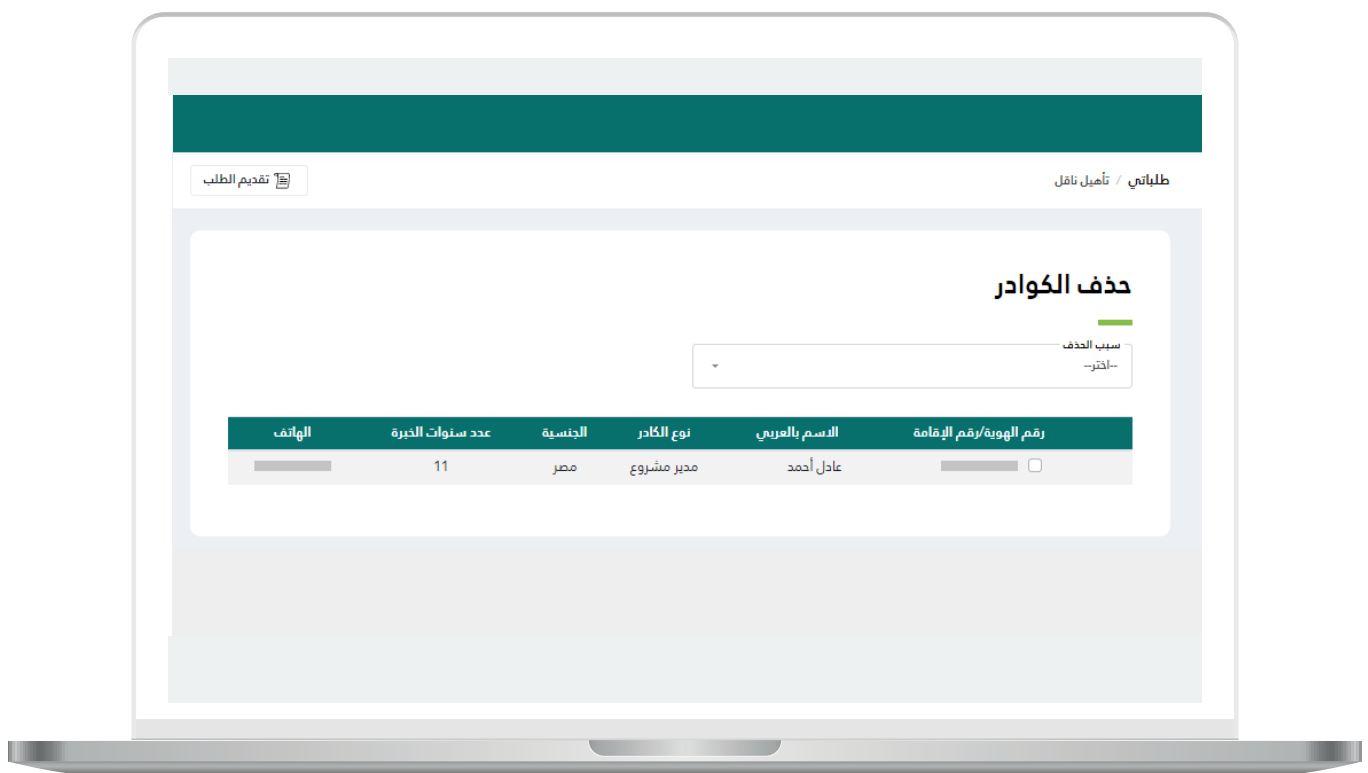 طلباتي / تأهيل ناقل
تقديم الطلب
حذف الكوادر
سبب الحذف
--اختر--
رقم الهوية/رقم الإقامة الاسم بالعربي نوع الكادر الجنسية عدد سنوات الخبرة الهاتف
عادل أحمد مدير مشروع مصر 11